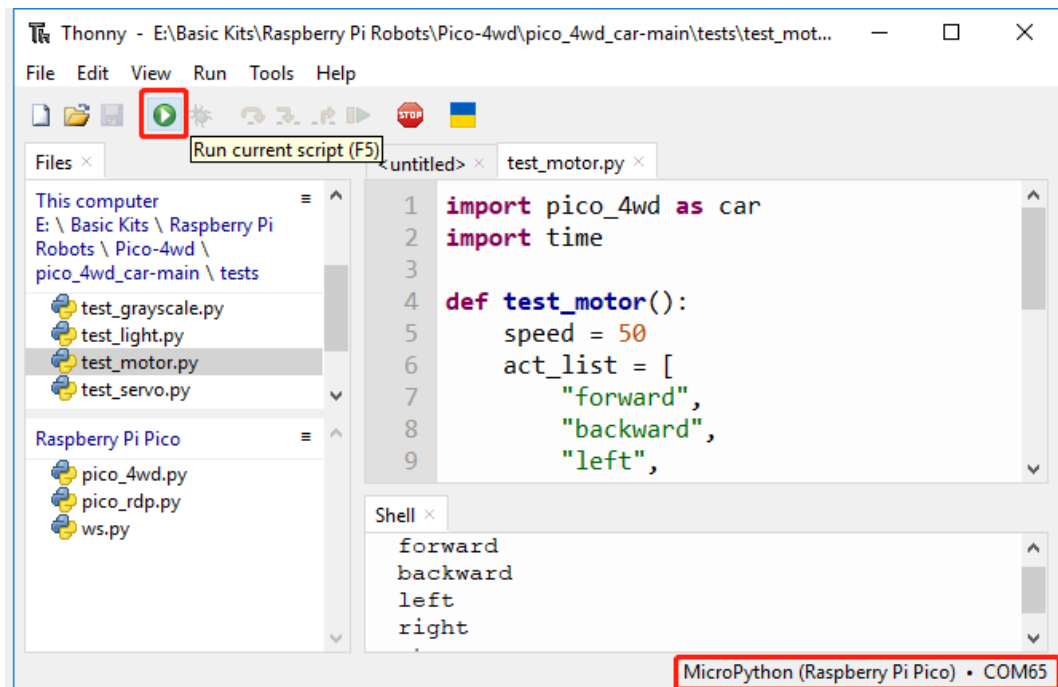 Thonny - E:\Basic Kits\Raspberry Pi Robots\Pico-4wd\pico_4wd_car-main\tests\test_mot...
File Edit View Run Tools Help
STOP
Run current script (F5)
Files
<untitled>
test_motor.py
This computer
E: \ Basic Kits \ Raspberry Pi
Robots \ Pico-4wd \
pico_4wd_car-main \ tests
test_grayscale.py
test_light.py
test_motor.py
test_servo.py
Raspberry Pi Pico
pico_4wd.py
pico_rdp.py
ws.py
1 import pico_4wd as car
2 import time
3
4 def test_motor():
5 speed = 50
6 act_list = [
7 "forward",
8 "backward",
9 "left",
Shell
forward
backward
left
right
MicroPython (Raspberry Pi Pico) • COM65